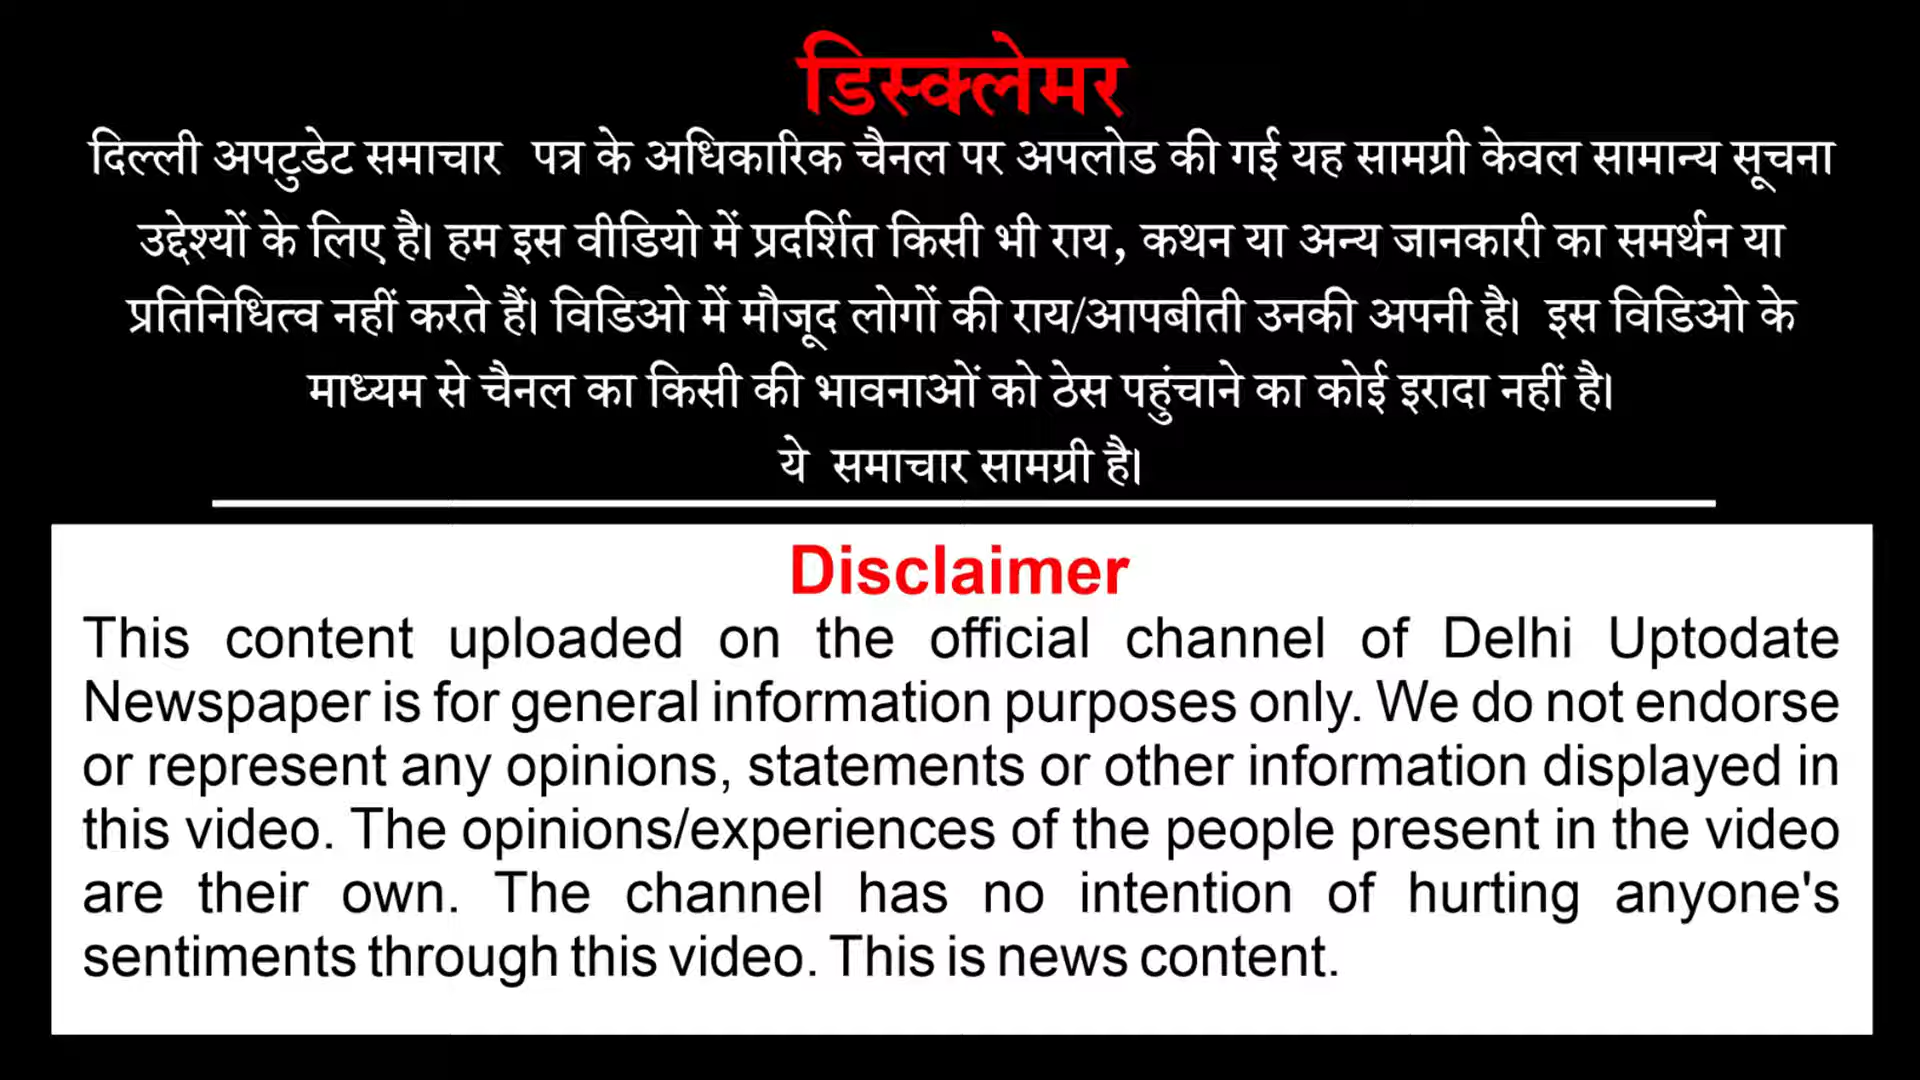 डिस्क्लेमर
दिल्ली अपटुडेट समाचार पत्र के अधिकारिक चैनल पर अपलोड की गई यह सामग्री केवल सामान्य सूचना
उद्देश्यों के लिए है। हम इस वीडियो में प्रदर्शित किसी भी राय, कथन या अन्य जानकारी का समर्थन या
प्रतिनिधित्व नहीं करते हैं। विडिओ में मौजूद लोगों की राय/आपबीती उनकी अपनी है। इस विडिओ के
माध्यम से चैनल का किसी की भावनाओं को ठेस पहुंचाने का कोई इरादा नहीं है।
ये समाचार सामग्री है।
Disclaimer
This content uploaded on the official channel of Delhi Uptodate
Newspaper is for general information purposes only. We do not endorse
or represent any opinions, statements or other information displayed in
this video. The opinions/experiences of the people present in the video
are their own. The channel has no intention of hurting anyone's
sentiments through this video. This is news content.